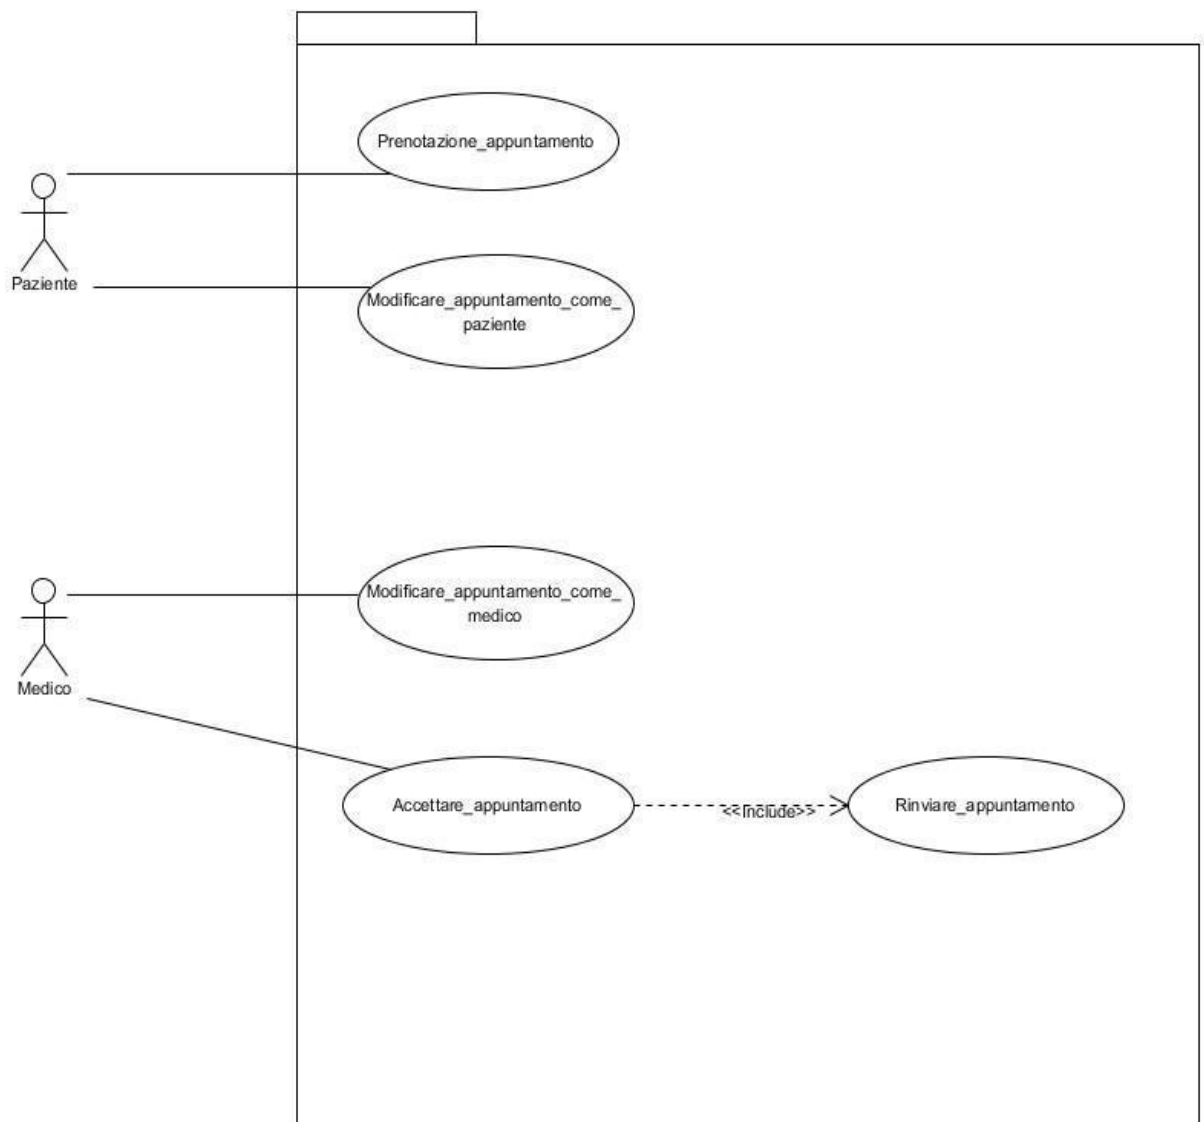 Prenotazione_appuntamento
Paziente
Modificare_appuntamento_come_
paziente
Modificare_appuntamento_come_
medico
Medico
Accettare_appuntamento
<<Include>>
Rinviare_appuntamento